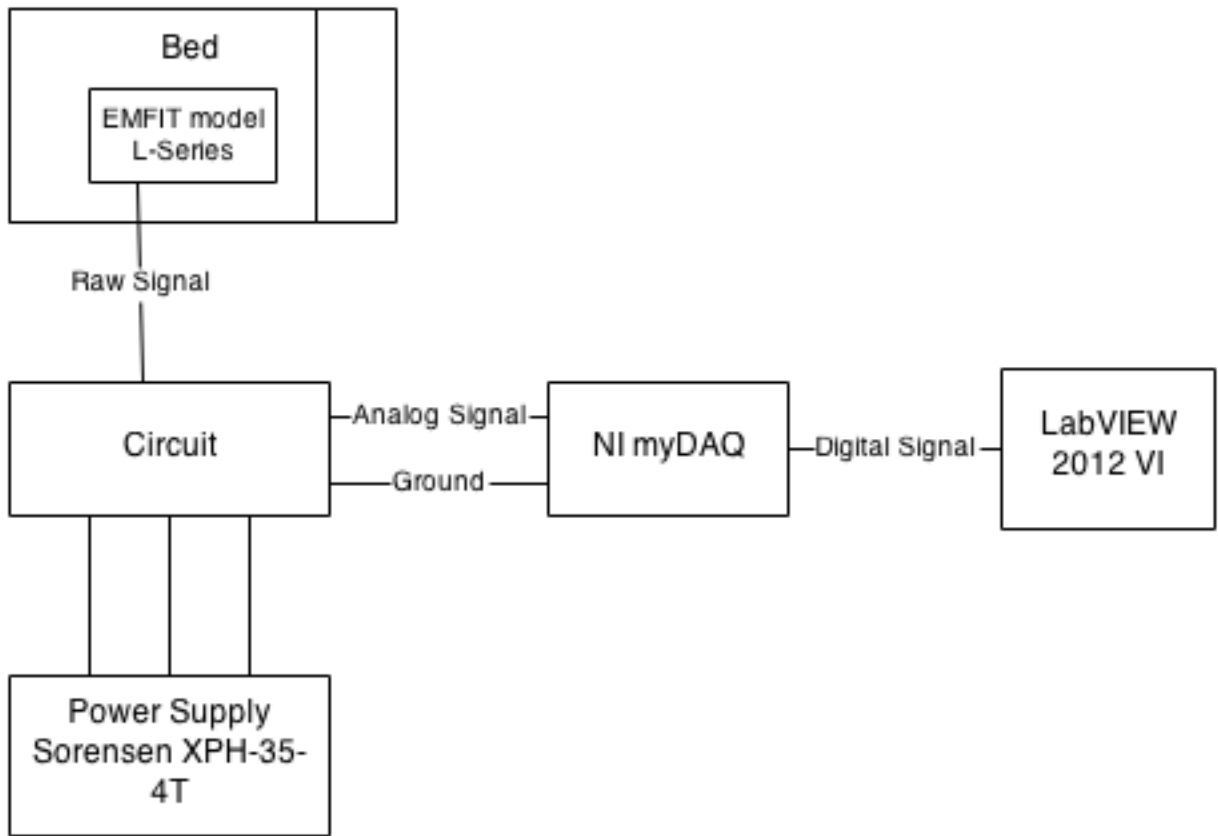 Bed
EMFIT model
L-Series
Raw Signal
Circuit
Analog Signal
Ground
NI myDAQ
Digital Signal
LabVIEW
2012 VI
Power Supply
Sorensen XPH-35-
4T